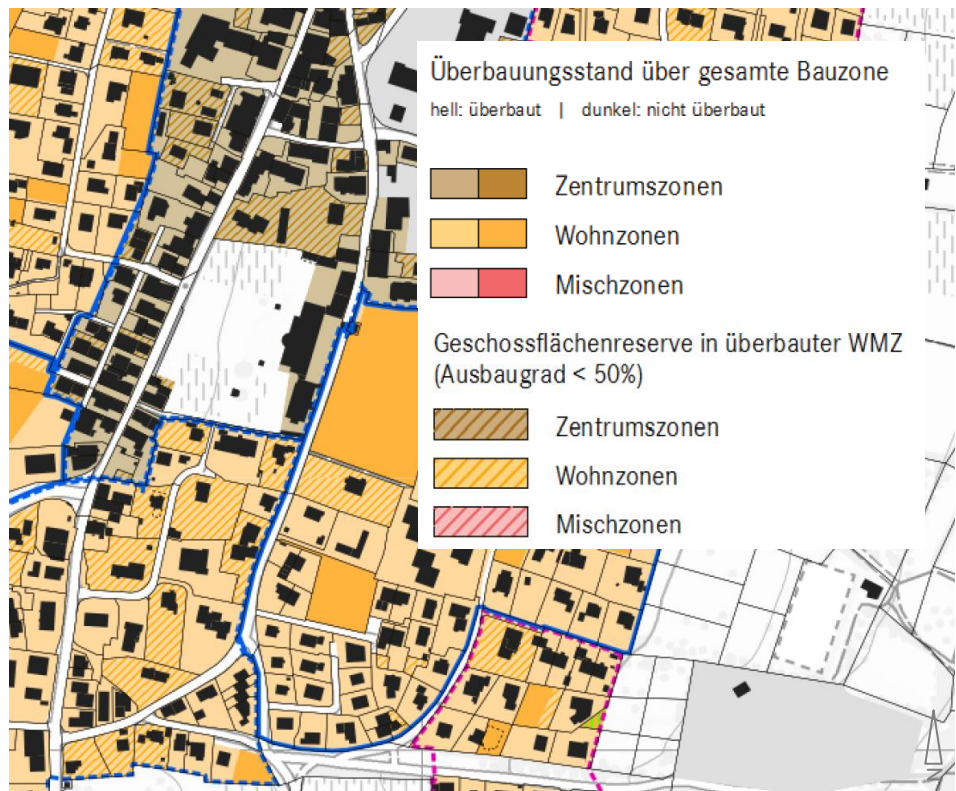 Überbauungsstand über gesamte Bauzone
hell: überbaut | dunkel: nicht überbaut
Zentrumszonen
Wohnzonen
Mischzonen
Geschossflächenreserve in überbauter WMZ
(Ausbaugrad < 50%)
Zentrumszonen
Wohnzonen
Mischzonen